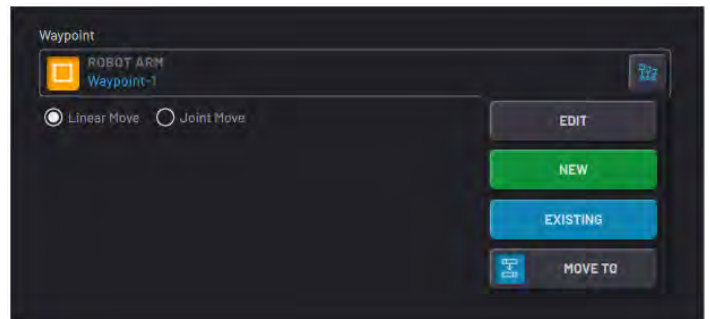 Waypoint
ROBOT ARM
Waypoint-1
Linear Move Joint Move
EDIT
NEW
EXISTING
MOVE TO